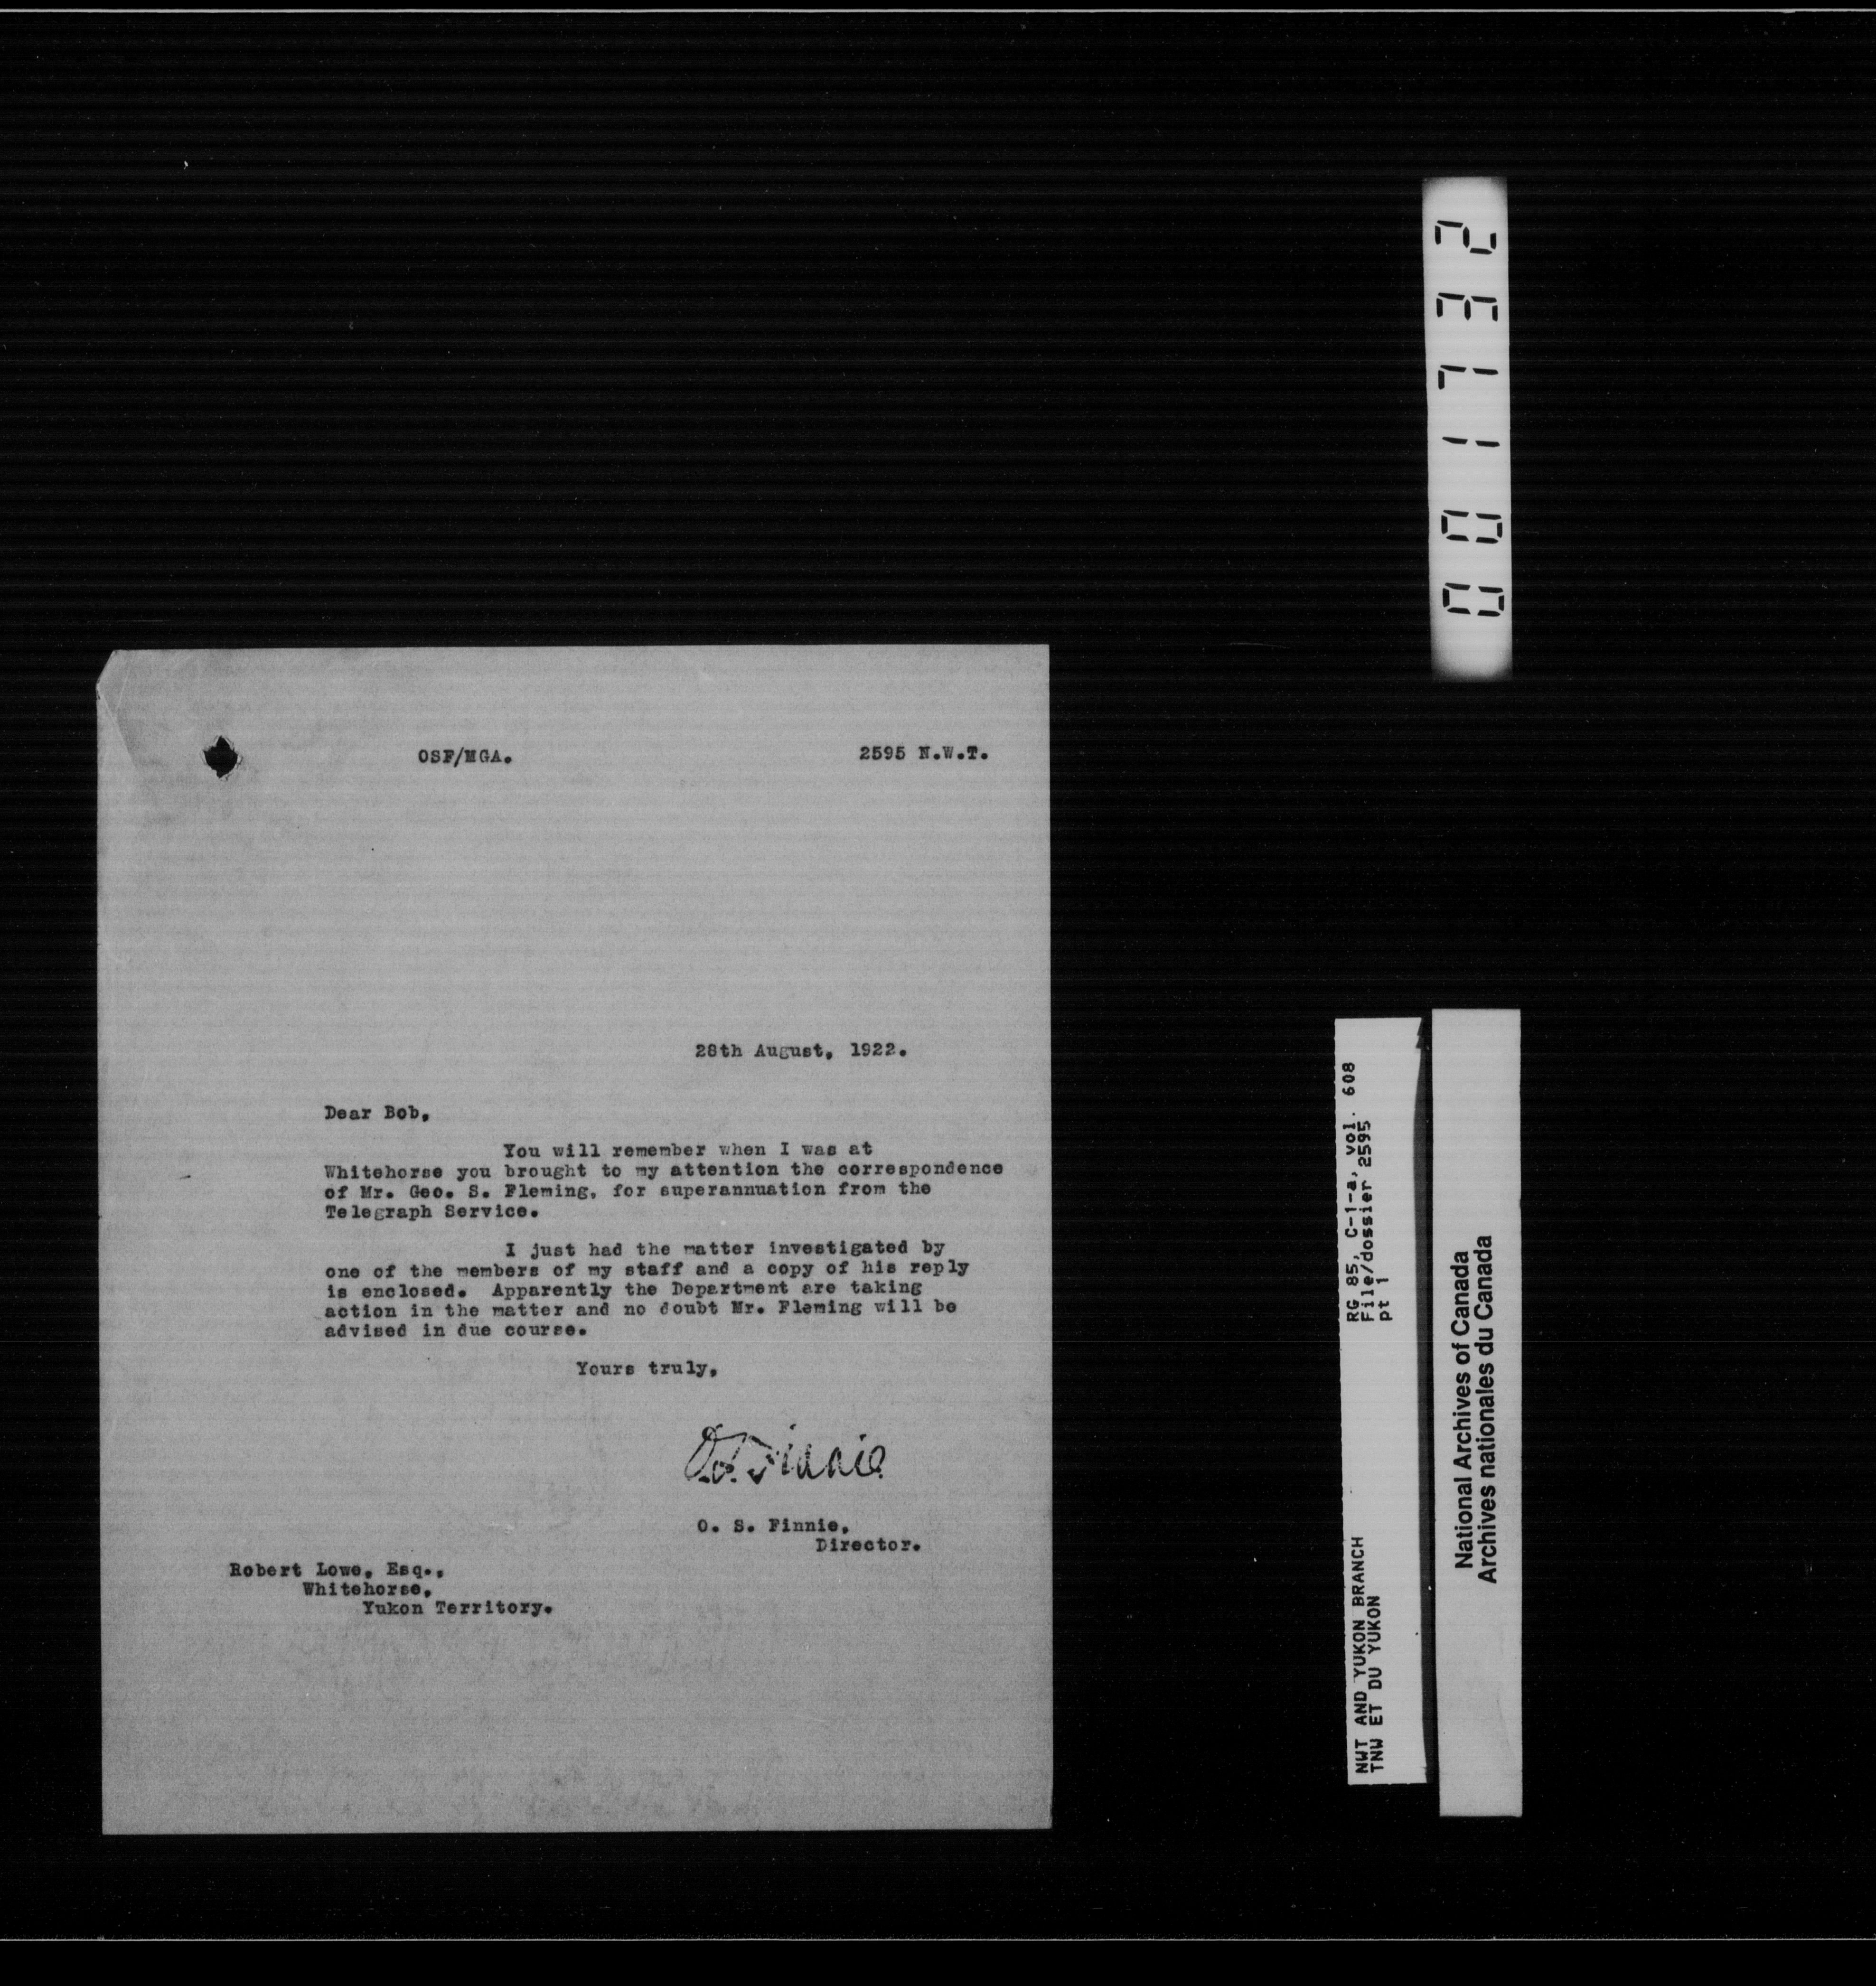 OSF/MGA.
2595 N.W.T.
28th August, 1922.
Dear Bob,
You will remember when I was at
Whitehorse you brought to my attention the correspondence
of Mr. Geo. S. Fleming, for superannuation from the
Telegraph Service.
I just had the matter investigated by
one of the members of my staff and a copy of his reply
is enclosed. Apparently the Department are taking
action in the matter and no doubt Mr. Fleming will be
advised in due course.
Yours truly,
O.S. Finnie
O. S. Finnie,
Director.
Robert Lowe, Esq.,
Whitehorse,
Yukon Territory.
001732
RG 85, C-1-a, vol. 608
File/dossier 2595
pt 1
NWT AND YUKON BRANCH
TNW ET DU YUKON
National Archives of Canada
Archives nationales du Canada